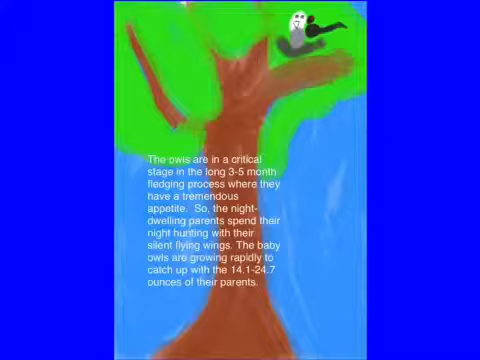 The owls are in a critical
stage in the long 3-5 month
fledging process where they
have a tremendous
appetite.  So, the night-
dwelling parents spend their
night hunting with their
silent flying wings. The baby
owls are growing rapidly to
catch up with the 14.1-24.7
ounces of their parents.